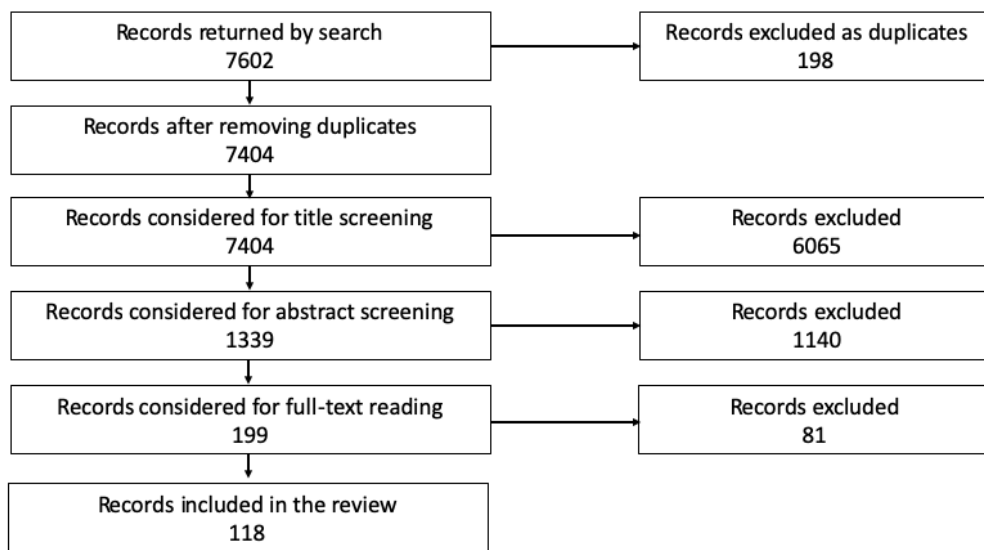 Records returned by search
7602
Records excluded as duplicates
198
Records after removing duplicates
7404
Records considered for title screening
7404
Records excluded
6065
Records considered for abstract screening
1339
Records excluded
1140
Records considered for full-text reading
199
Records excluded
81
Records included in the review
118